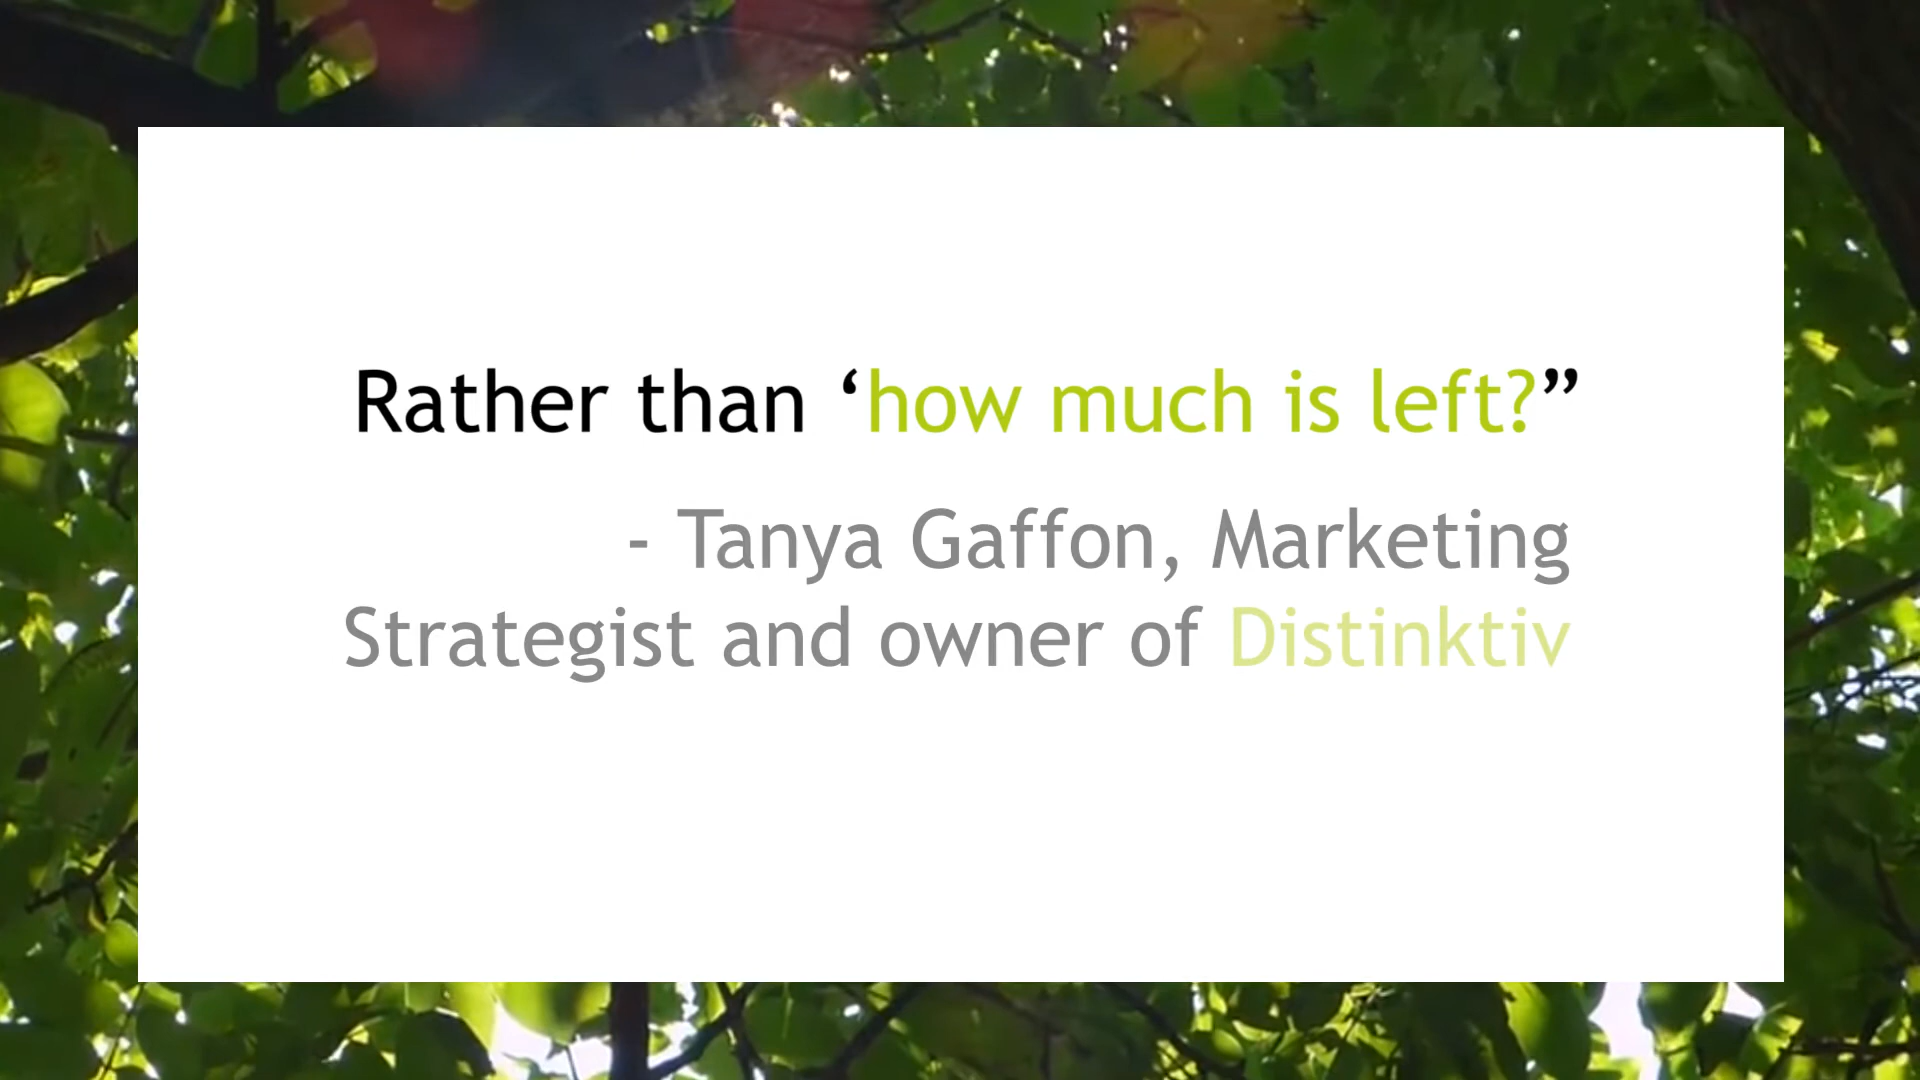 Rather than ‘how much is left?”
- Tanya Gaffon, Marketing
Strategist and owner of Distinktiv